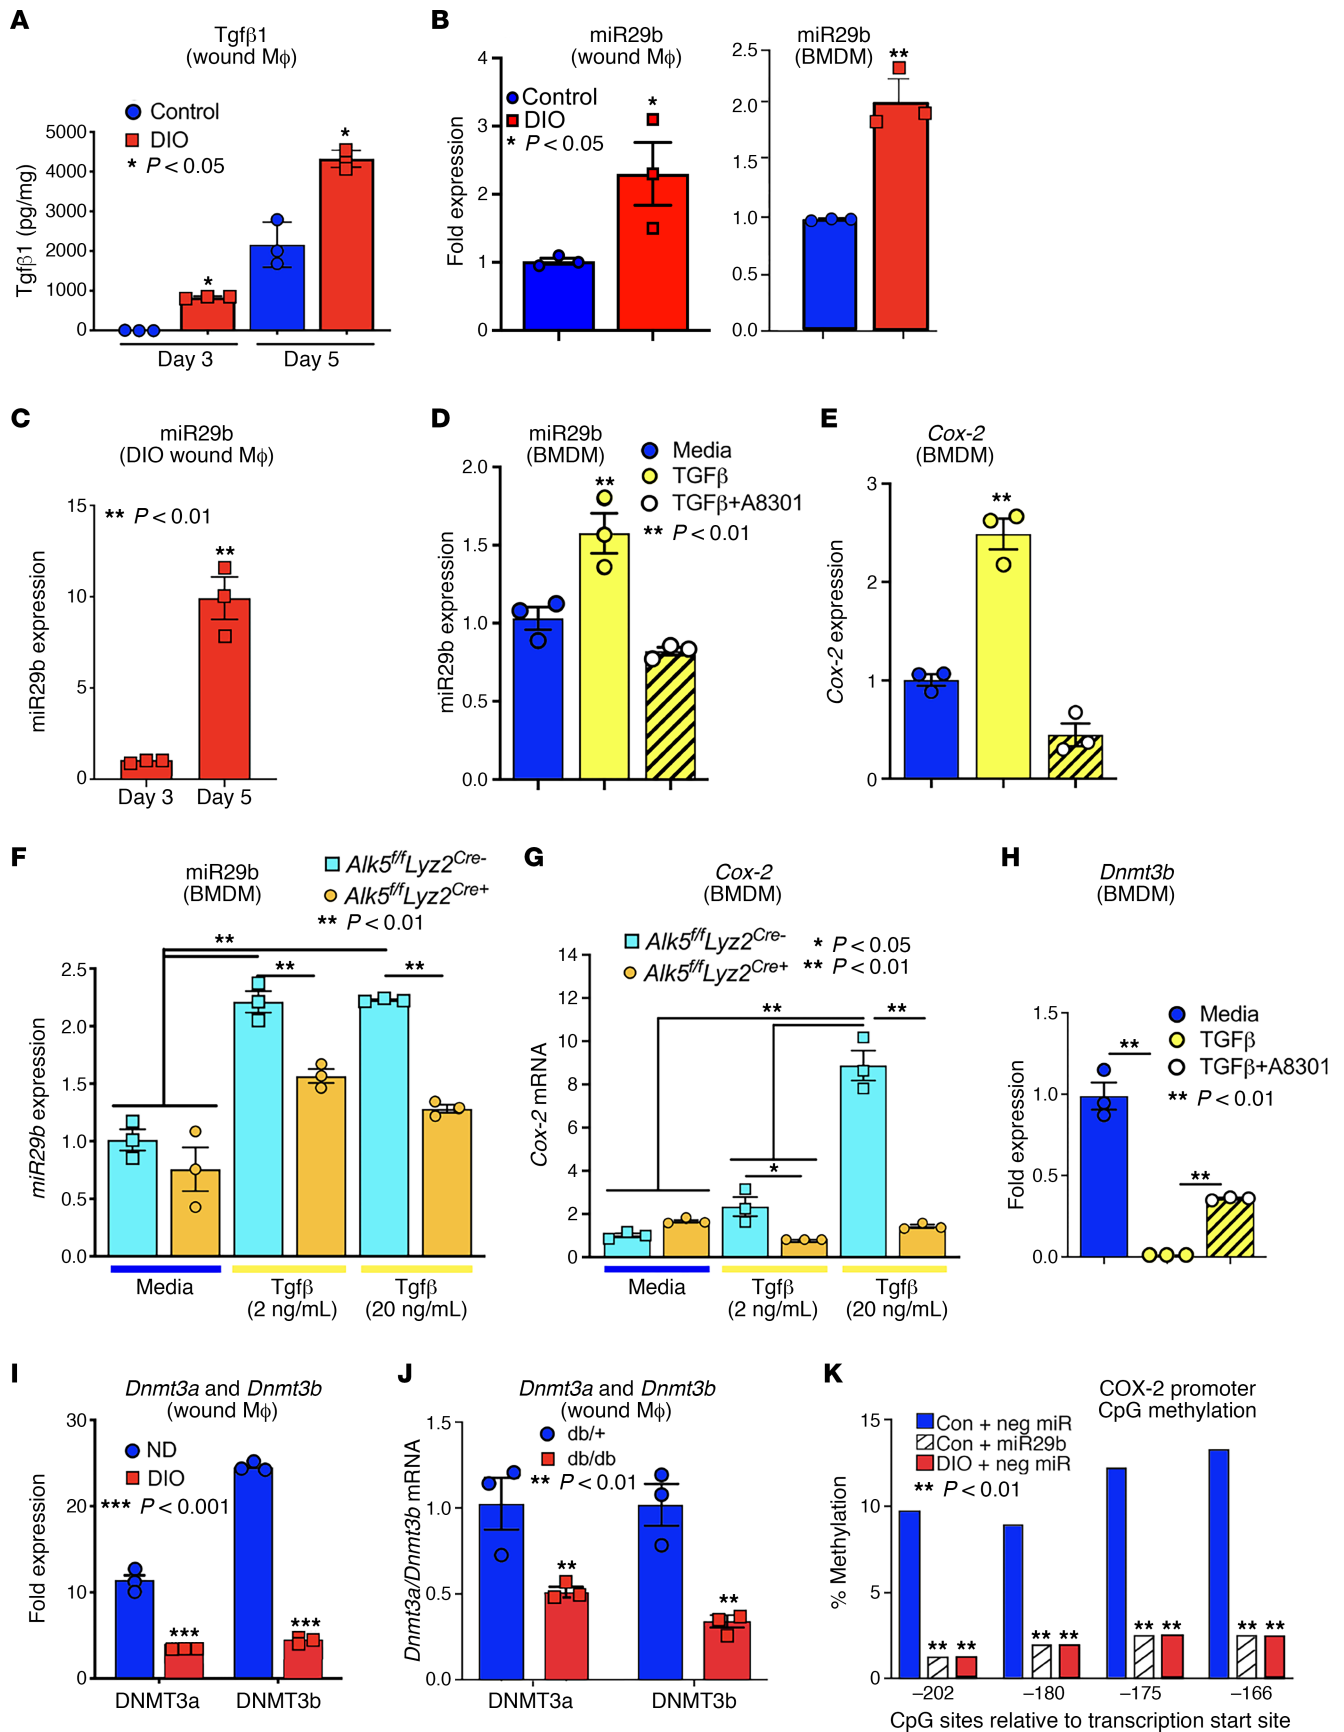 A
Tgfβ1
(wound Mϕ)
Control
DIO
* P < 0.05
Tgfβ1 (pg/mg)
5000
4000
3000
2000
1000
0
*
*
Day 3
Day 5
B
miR29b
(wound Mϕ)
Control
DIO
* P < 0.05
Fold expression
4
3
2
1
0
*
miR29b
(BMDM)
2.5
2.0
1.5
1.0
0.5
0.0
**
C
miR29b
(DIO wound Mϕ)
** P < 0.01
miR29b expression
15
10
5
0
**
Day 3
Day 5
D
miR29b
(BMDM)
Media
TGFβ
TGFβ+A8301
** P < 0.01
miR29b expression
2.0
1.5
1.0
0.5
0.0
**
E
Cox-2
(BMDM)
Cox-2 expression
3
2
1
0
**
F
miR29b
(BMDM)
Alk5f/fLyz2Cre-
Alk5f/fLyz2Cre+
** P < 0.01
miR29b expression
2.5
2.0
1.5
1.0
0.5
0.0
**
**
**
Media
Tgfβ
(2 ng/mL)
Tgfβ
(20 ng/mL)
G
Cox-2
(BMDM)
Alk5f/fLyz2Cre-
Alk5f/fLyz2Cre+
* P < 0.05
** P < 0.01
Cox-2 mRNA
14
12
10
8
6
4
2
0
**
**
*
Media
Tgfβ
(2 ng/mL)
Tgfβ
(20 ng/mL)
H
Dnmt3b
(BMDM)
Media
TGFβ
TGFβ+A8301
** P < 0.01
Fold expression
1.5
1.0
0.5
0.0
**
**
I
Dnmt3a and Dnmt3b
(wound Mϕ)
ND
DIO
*** P < 0.001
Fold expression
30
20
10
0
***
***
DNMT3a
DNMT3b
J
Dnmt3a and Dnmt3b
(wound Mϕ)
db/+
db/db
** P < 0.01
Dnmt3a/Dnmt3b mRNA
1.5
1.0
0.5
0.0
**
**
DNMT3a
DNMT3b
K
COX-2 promoter
CpG methylation
Con + neg miR
Con + miR29b
DIO + neg miR
** P < 0.01
% Methylation
15
10
5
0
** **
** **
** **
** **
–202
–180
–175
–166
CpG sites relative to transcription start site